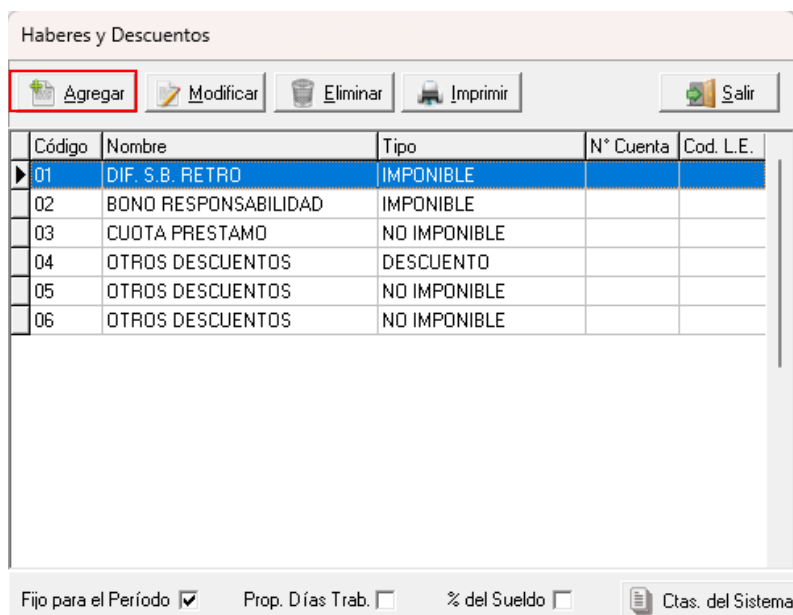 Haberes y Descuentos
Agregar Modificar Eliminar Imprimir Salir
Código Nombre Tipo N° Cuenta Cod. L.E.
01 DIF. S.B. RETRO IMPONIBLE
02 BONO RESPONSABILIDAD IMPONIBLE
03 CUOTA PRESTAMO NO IMPONIBLE
04 OTROS DESCUENTOS DESCUENTO
05 OTROS DESCUENTOS NO IMPONIBLE
06 OTROS DESCUENTOS NO IMPONIBLE
Fijo para el Período Prop. Días Trab. % del Sueldo Ctas. del Sistema